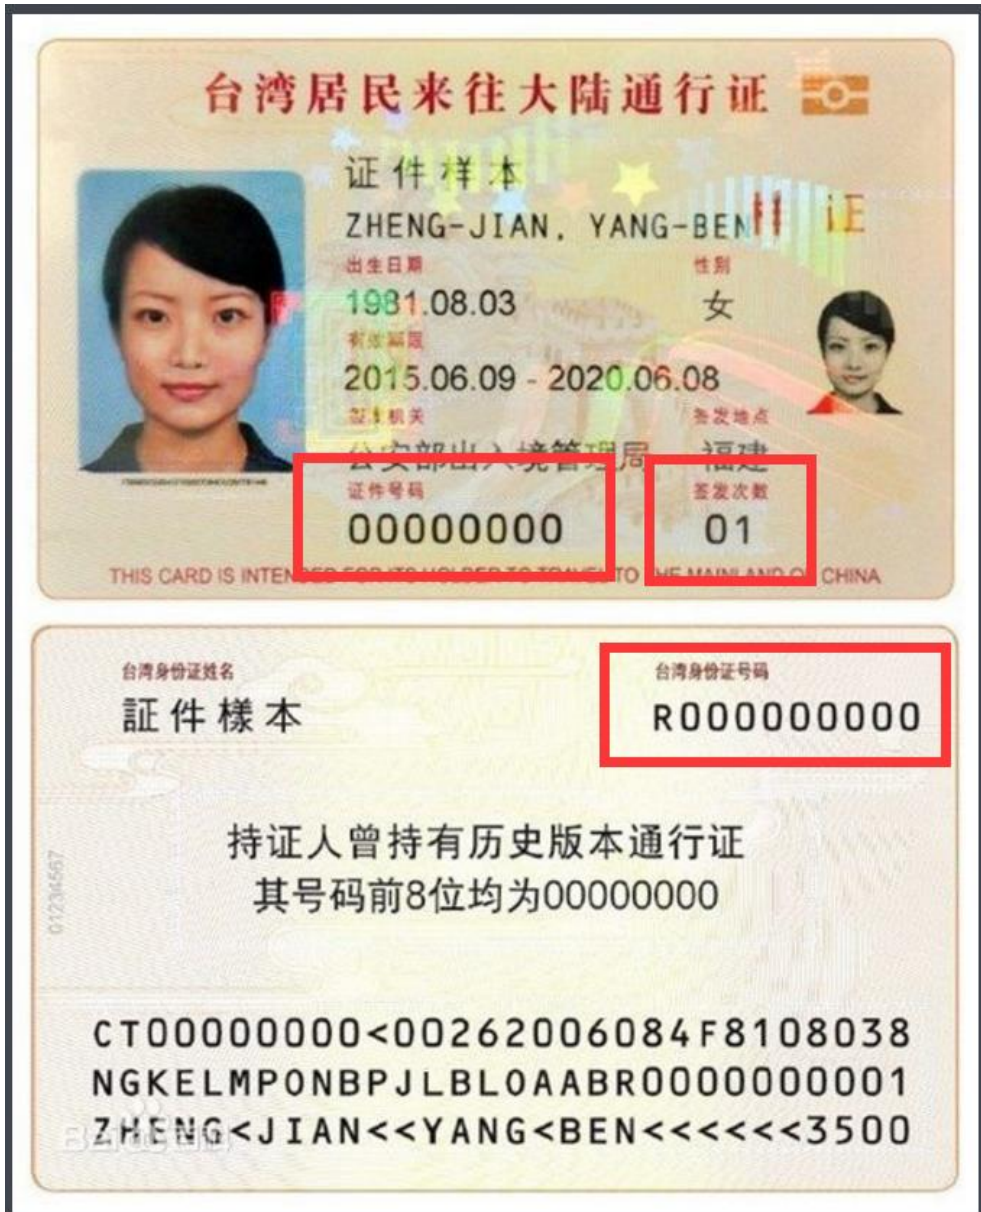 台湾居民来往大陆通行证
证件样本
ZHENG-JIAN, YANG-BEN
出生日期 性别
1981.08.03 女
有效期限
2015.06.09 - 2020.06.08
签发机关 签发地点
公安部出入境管理局 福建
证件号码 签发次数
00000000 01
THIS CARD IS INTENDED FOR ITS HOLDER TO TRAVEL TO THE MAINLAND OF CHINA
台湾身份证姓名 台湾身份证号码
証件樣本 R000000000
持证人曾持有历史版本通行证
其号码前8位均为00000000
01234567
CT00000000<00262006084F8108038
NGKELMPONBPJLBLOAABR0000000001
ZHENG<JIAN<<YANG<BEN<<<<<<3500